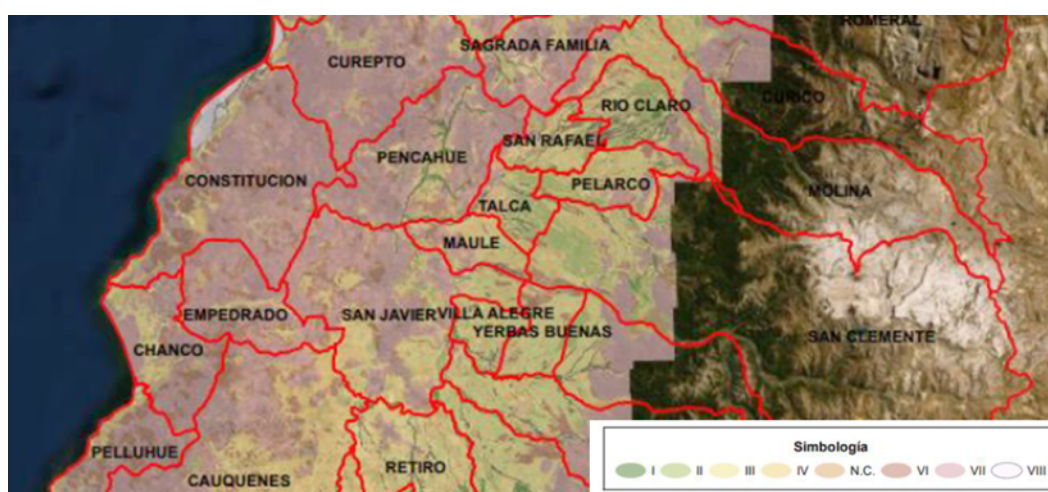 ROMERAL
SAGRADA FAMILIA
CUREPTO
CURICO
RIO CLARO
SAN RAFAEL
PENCAHUE
CONSTITUCION
PELARCO
MOLINA
TALCA
MAULE
EMPEDRADO
SAN JAVIER
VILLA ALEGRE
YERBAS BUENAS
SAN CLEMENTE
CHANCO
PELLUHUE
RETIRO
CAUQUENES
Simbología
I II III IV N.C. VI VII VIII